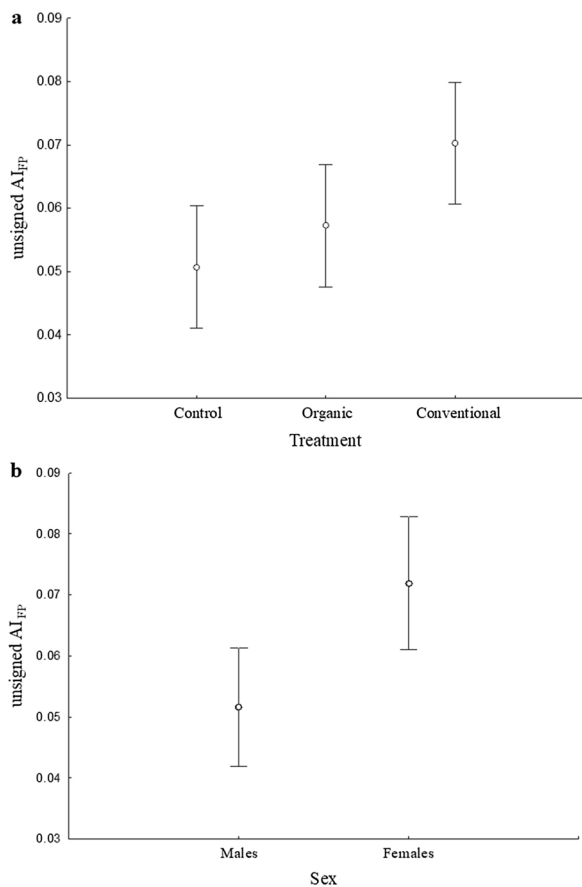 a
0.09
0.08
0.07
0.06
0.05
0.04
0.03
unsigned AI_FP
Control Organic Conventional
Treatment
b
0.09
0.08
0.07
0.06
0.05
0.04
0.03
unsigned AI_FP
Males Females
Sex